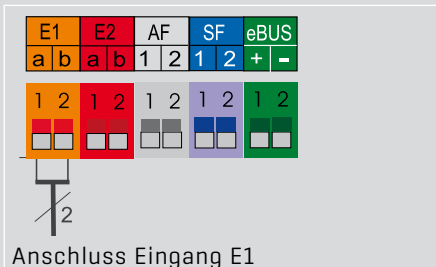 E1 E2 AF SF eBUS
a b a b 1 2 1 2 + -
1 2 1 2 1 2 1 2 1 2
2
Anschluss Eingang E1